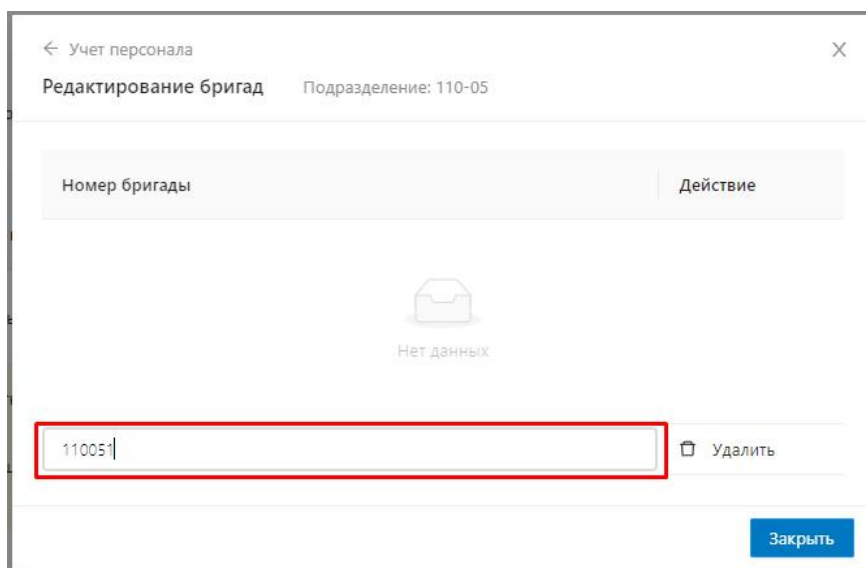 ← Учет персонала
Редактирование бригад Подразделение: 110-05
Номер бригады Действие
Нет данных
110051 Удалить
Закрыть